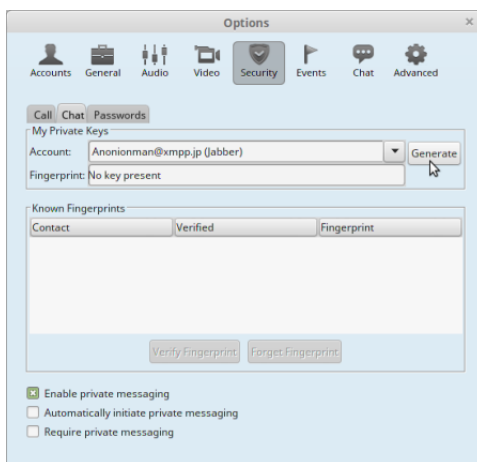 Options
Accounts General Audio Video Security Events Chat Advanced
Call Chat Passwords
My Private Keys
Account: Anonionman@xmpp.jp (Jabber) Generate
Fingerprint: No key present
Known Fingerprints
Contact Verified Fingerprint
Verify Fingerprint Forget Fingerprint
Enable private messaging
Automatically initiate private messaging
Require private messaging